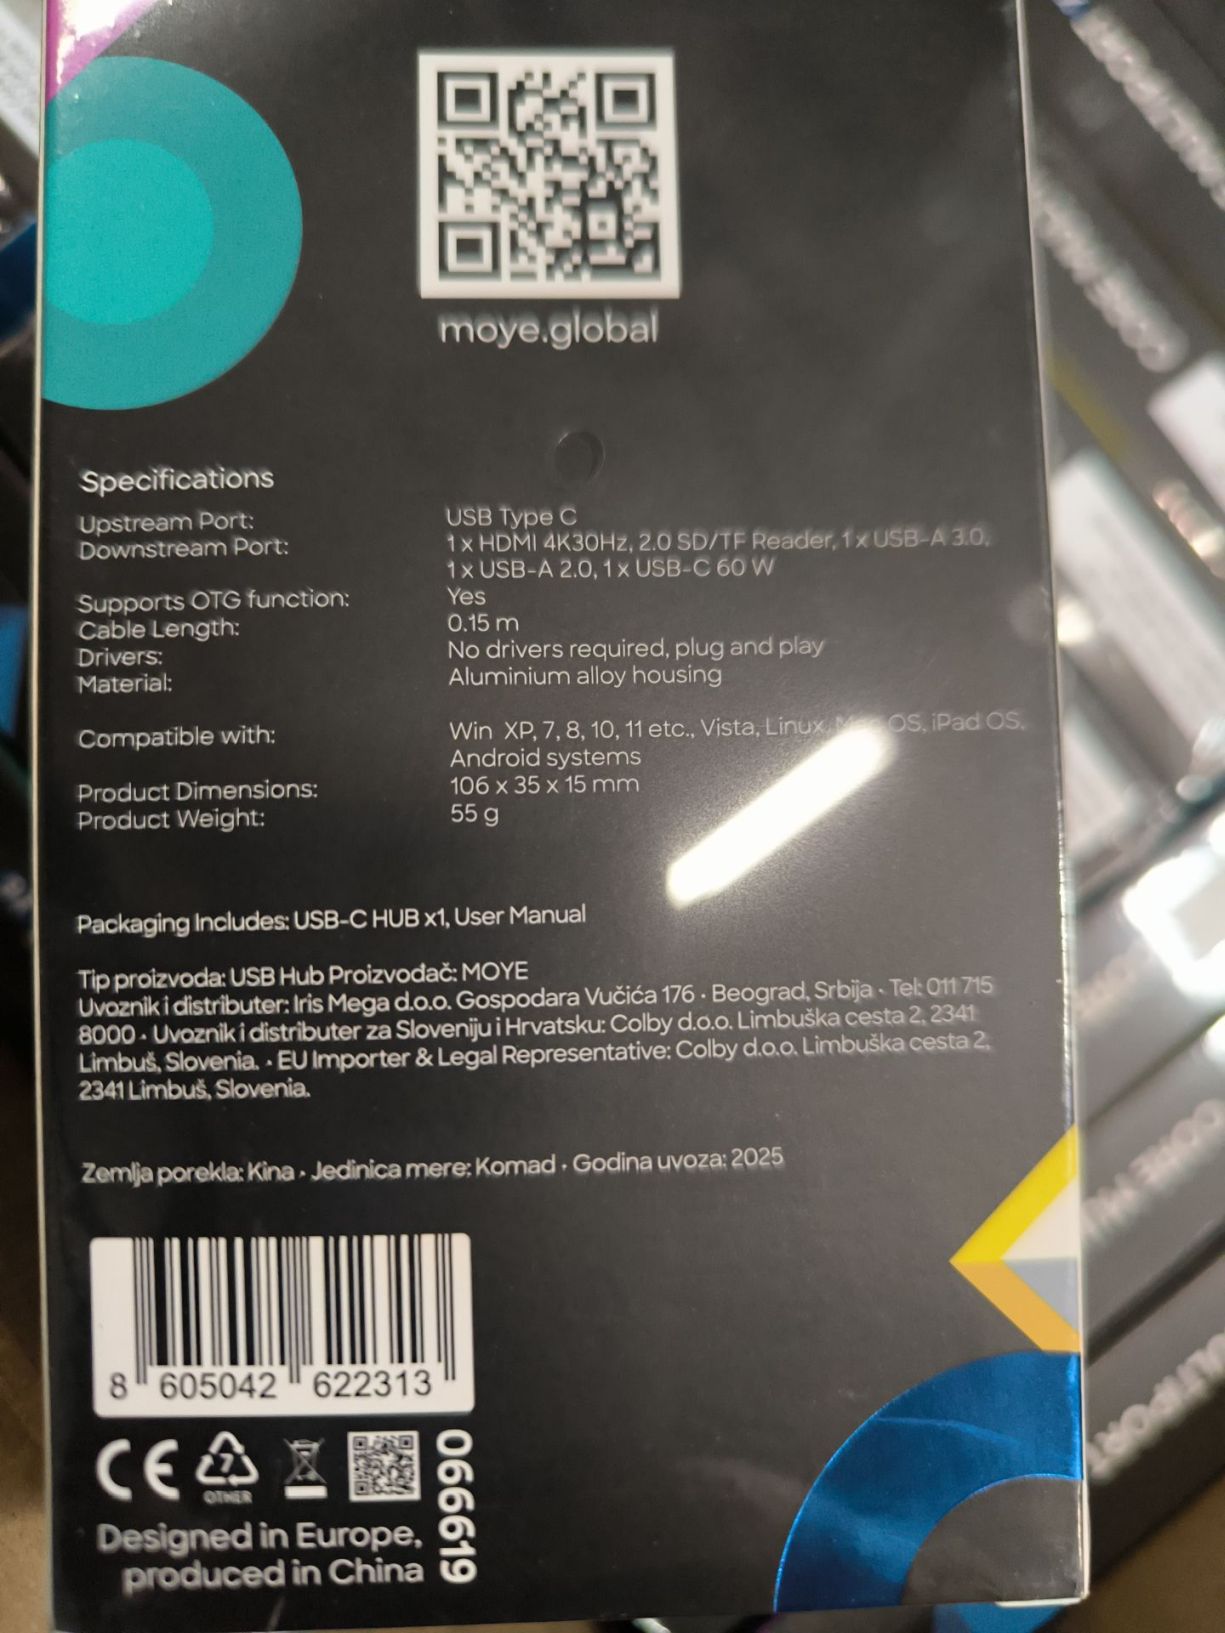 moye.global
Specifications
Upstream Port: USB Type C
Downstream Port: 1 x HDMI 4K30Hz, 2.0 SD/TF Reader, 1 x USB-A 3.0,
1 x USB-A 2.0, 1 x USB-C 60 W
Supports OTG function: Yes
Cable Length: 0.15 m
Drivers: No drivers required, plug and play
Material: Aluminium alloy housing
Compatible with: Win XP, 7, 8, 10, 11 etc., Vista, Linux, Mac OS, iPad OS,
Android systems
Product Dimensions: 106 x 35 x 15 mm
Product Weight: 55 g
Packaging Includes: USB-C HUB x1, User Manual
Tip proizvoda: USB Hub Proizvođač: MOYE
Uvoznik i distributer: Iris Mega d.o.o. Gospodara Vučića 176 • Beograd, Srbija • Tel: 011 715
8000 • Uvoznik i distributer za Sloveniju i Hrvatsku: Colby d.o.o. Limbuška cesta 2, 2341
Limbuš, Slovenia. • EU Importer & Legal Representative: Colby d.o.o. Limbuška cesta 2,
2341 Limbuš, Slovenia.
Zemlja porekla: Kina • Jedinica mere: Komad • Godina uvoza: 2025
8 605042 622313
CE 7 OTHER
066619
Designed in Europe,
produced in China